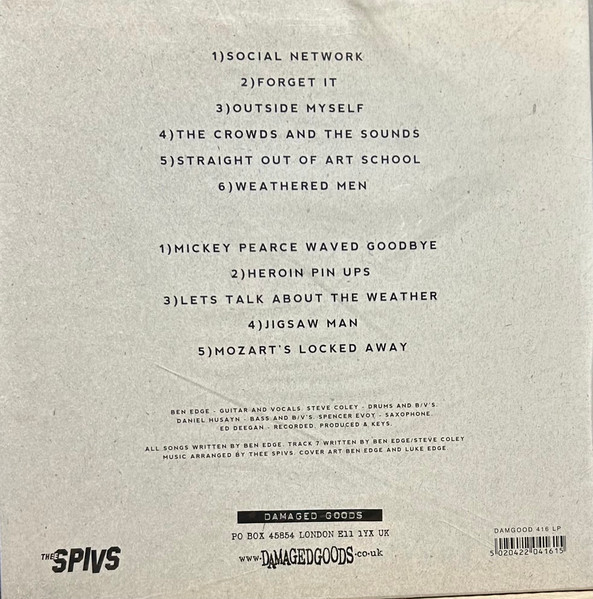 1)SOCIAL NETWORK
2)FORGET IT
3)OUTSIDE MYSELF
4)THE CROWDS AND THE SOUNDS
5)STRAIGHT OUT OF ART SCHOOL
6)WEATHERED MEN
1)MICKEY PEARCE WAVED GOODBYE
2)HEROIN PIN UPS
3)LETS TALK ABOUT THE WEATHER
4)JIGSAW MAN
5)MOZART'S LOCKED AWAY
BEN EDGE - GUITAR AND VOCALS. STEVE COLEY - DRUMS AND B/V'S.
DANIEL HUSAYN - BASS AND B/V'S. SPENCER EVOY - SAXOPHONE.
ED DEEGAN - RECORDED, PRODUCED & KEYS.
ALL SONGS WRITTEN BY BEN EDGE. TRACK 7 WRITTEN BY BEN EDGE/STEVE COLEY
MUSIC ARRANGED BY THEE SPIVS. COVER ART BEN EDGE AND LUKE EDGE.
DAMAGED GOODS
PO BOX 45854 LONDON E11 1YX UK
www.DAMAGEDGOODS.co.uk
THEE SPIVS
DAMGOOD 416 LP
5 020422 041615